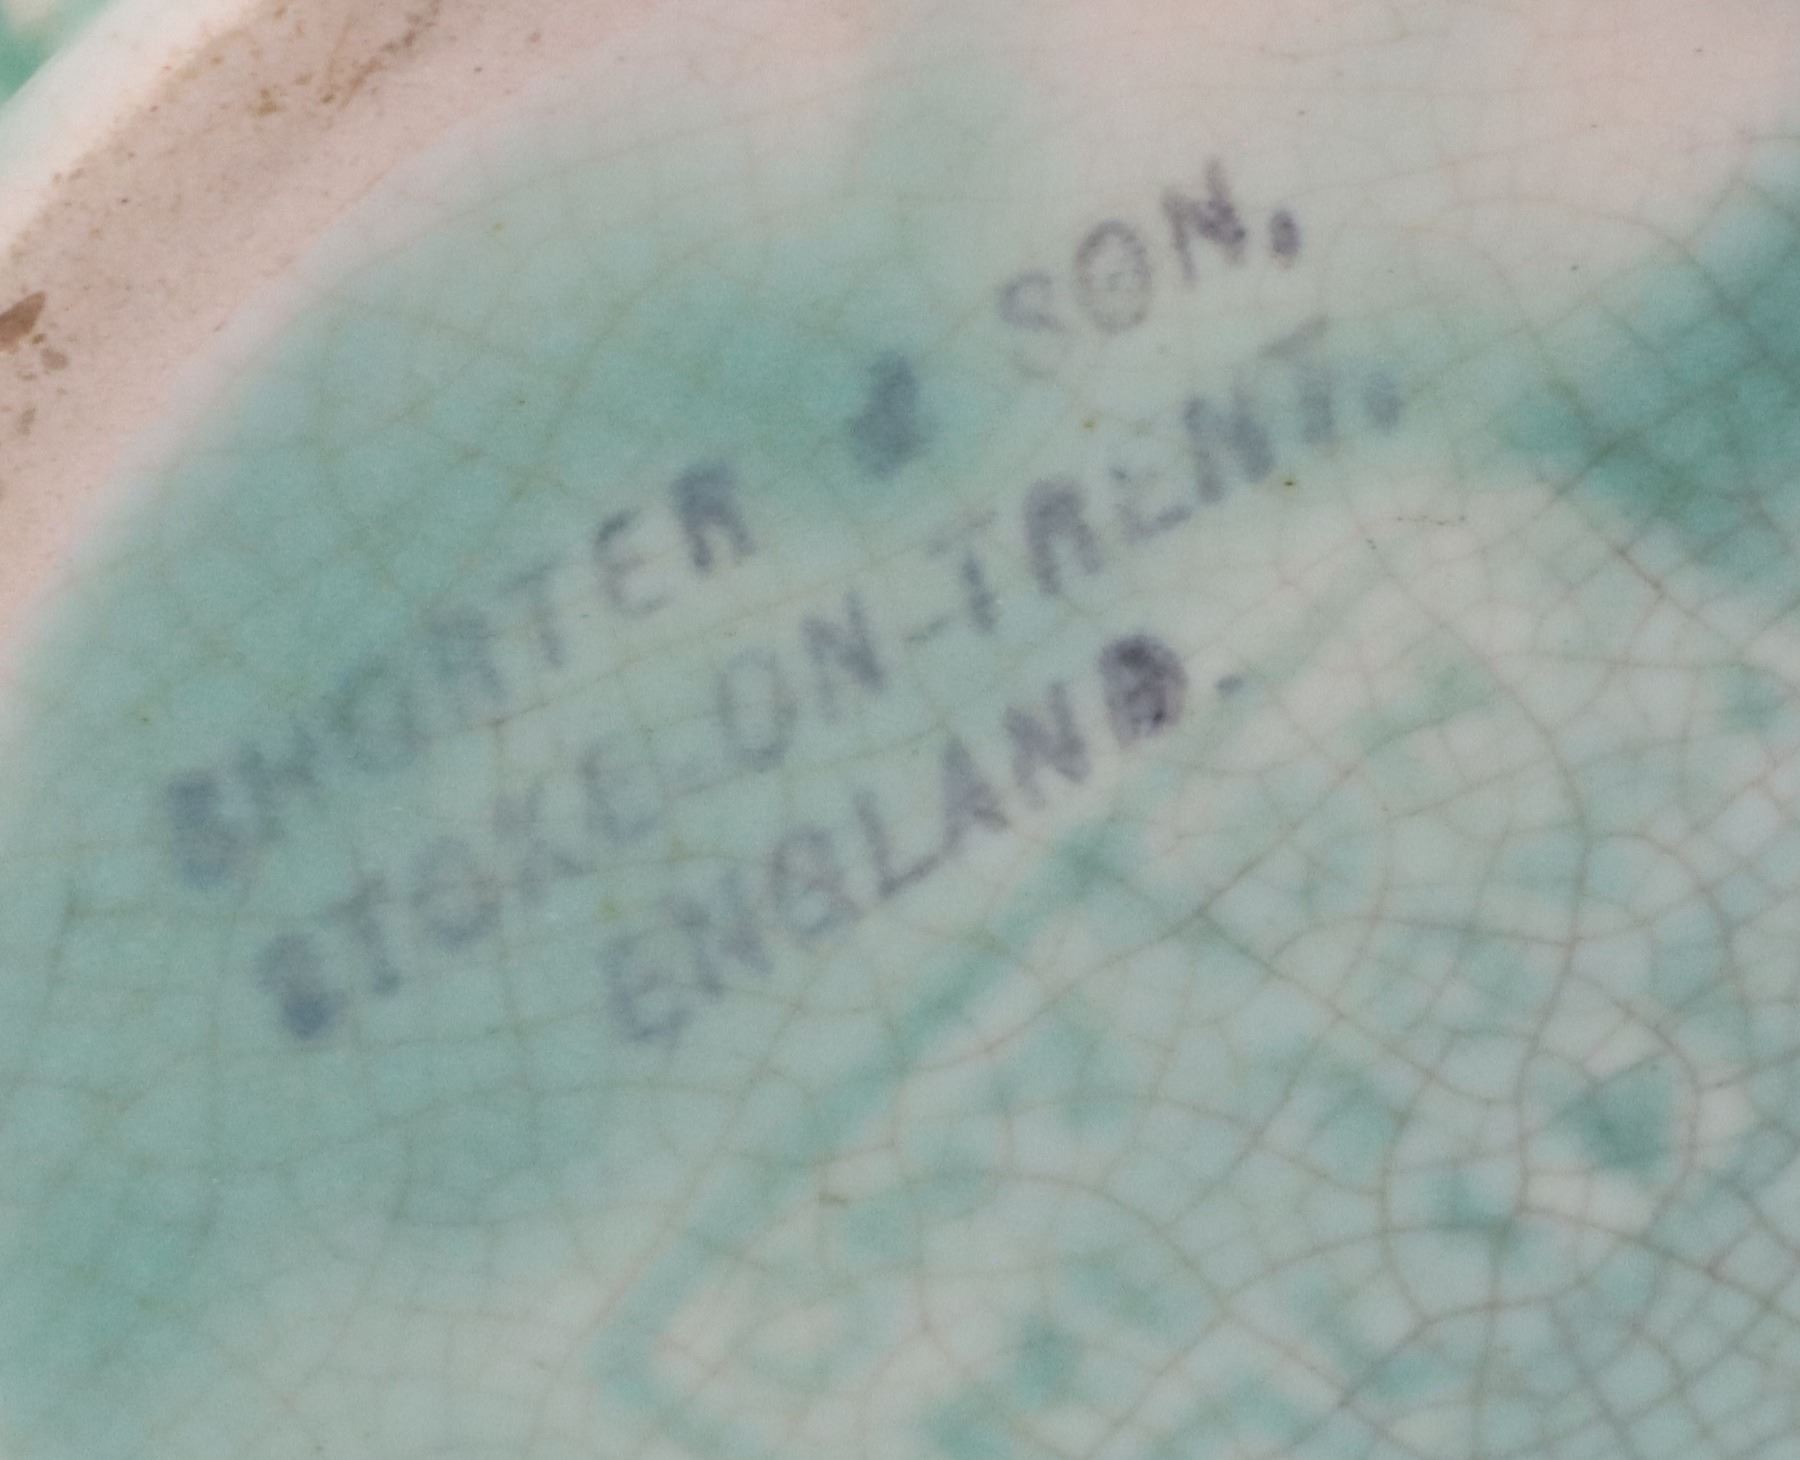 SHORTER & SON.
STOKE-ON-TRENT.
ENGLAND.